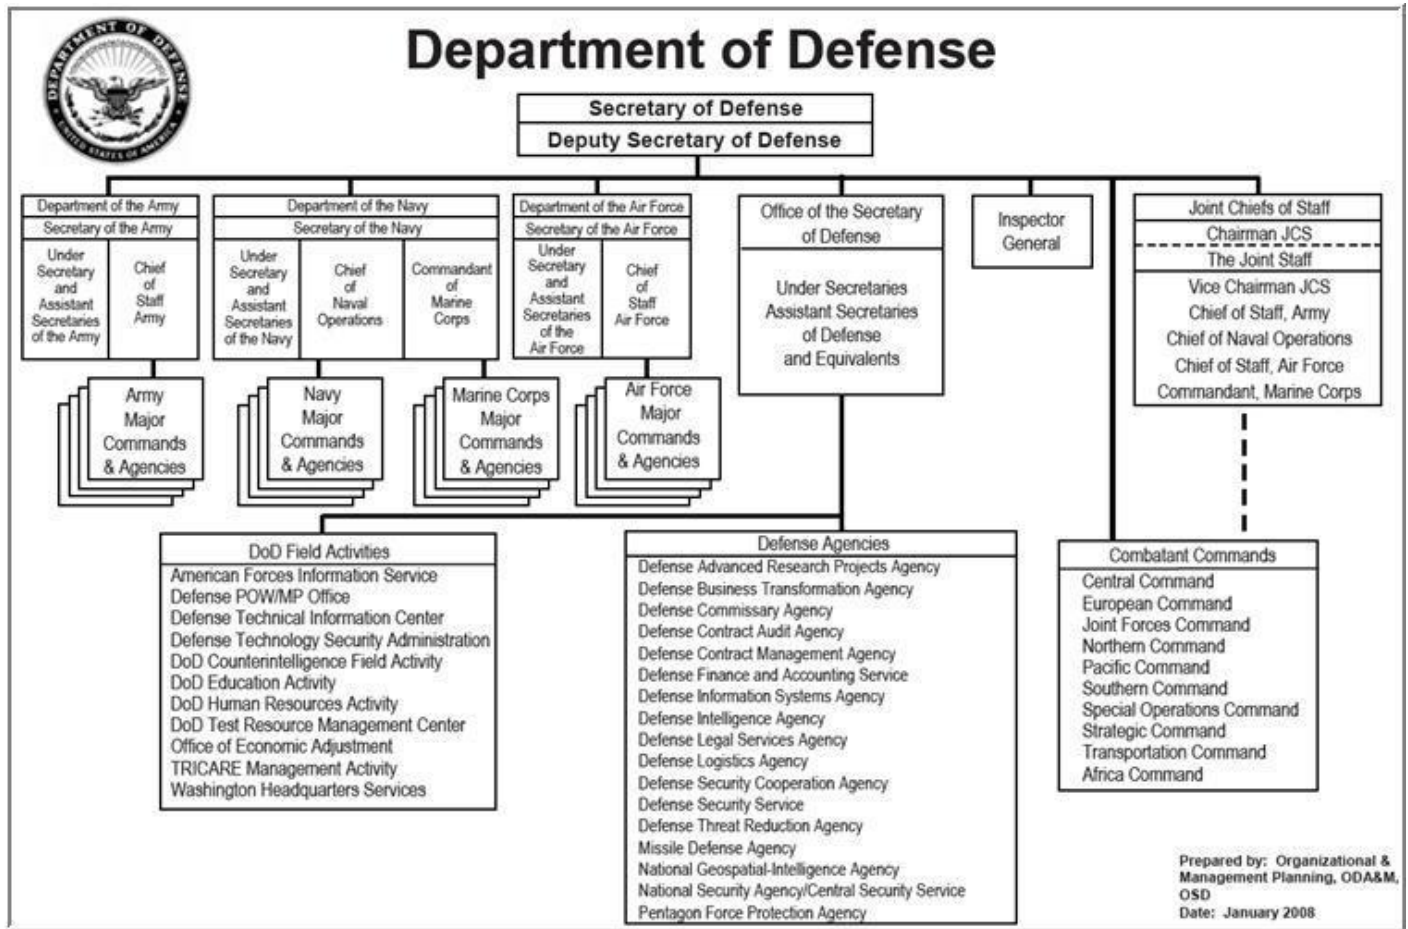 DEPARTMENT OF DEFENSE
UNITED STATES OF AMERICA
Department of Defense
Secretary of Defense
Deputy Secretary of Defense
Department of the Army
Secretary of the Army
Under
Secretary
and
Assistant
Secretaries
of the Army
Chief
of
Staff
Army
Department of the Navy
Secretary of the Navy
Under
Secretary
and
Assistant
Secretaries
of the Navy
Chief
of
Naval
Operations
Commandant
of
Marine
Corps
Department of the Air Force
Secretary of the Air Force
Under
Secretary
and
Assistant
Secretaries
of the
Air Force
Chief
of
Staff
Air Force
Office of the Secretary
of Defense
Under Secretaries
Assistant Secretaries
of Defense
and Equivalents
Inspector
General
Joint Chiefs of Staff
Chairman JCS
The Joint Staff
Vice Chairman JCS
Chief of Staff, Army
Chief of Naval Operations
Chief of Staff, Air Force
Commandant, Marine Corps
Army
Major
Commands
& Agencies
Navy
Major
Commands
& Agencies
Marine Corps
Major
Commands
& Agencies
Air Force
Major
Commands
& Agencies
DoD Field Activities
American Forces Information Service
Defense POW/MP Office
Defense Technical Information Center
Defense Technology Security Administration
DoD Counterintelligence Field Activity
DoD Education Activity
DoD Human Resources Activity
DoD Test Resource Management Center
Office of Economic Adjustment
TRICARE Management Activity
Washington Headquarters Services
Defense Agencies
Defense Advanced Research Projects Agency
Defense Business Transformation Agency
Defense Commissary Agency
Defense Contract Audit Agency
Defense Contract Management Agency
Defense Finance and Accounting Service
Defense Information Systems Agency
Defense Intelligence Agency
Defense Legal Services Agency
Defense Logistics Agency
Defense Security Cooperation Agency
Defense Security Service
Defense Threat Reduction Agency
Missile Defense Agency
National Geospatial-Intelligence Agency
National Security Agency/Central Security Service
Pentagon Force Protection Agency
Combatant Commands
Central Command
European Command
Joint Forces Command
Northern Command
Pacific Command
Southern Command
Special Operations Command
Strategic Command
Transportation Command
Africa Command
Prepared by: Organizational &
Management Planning, ODA&M,
OSD
Date: January 2008